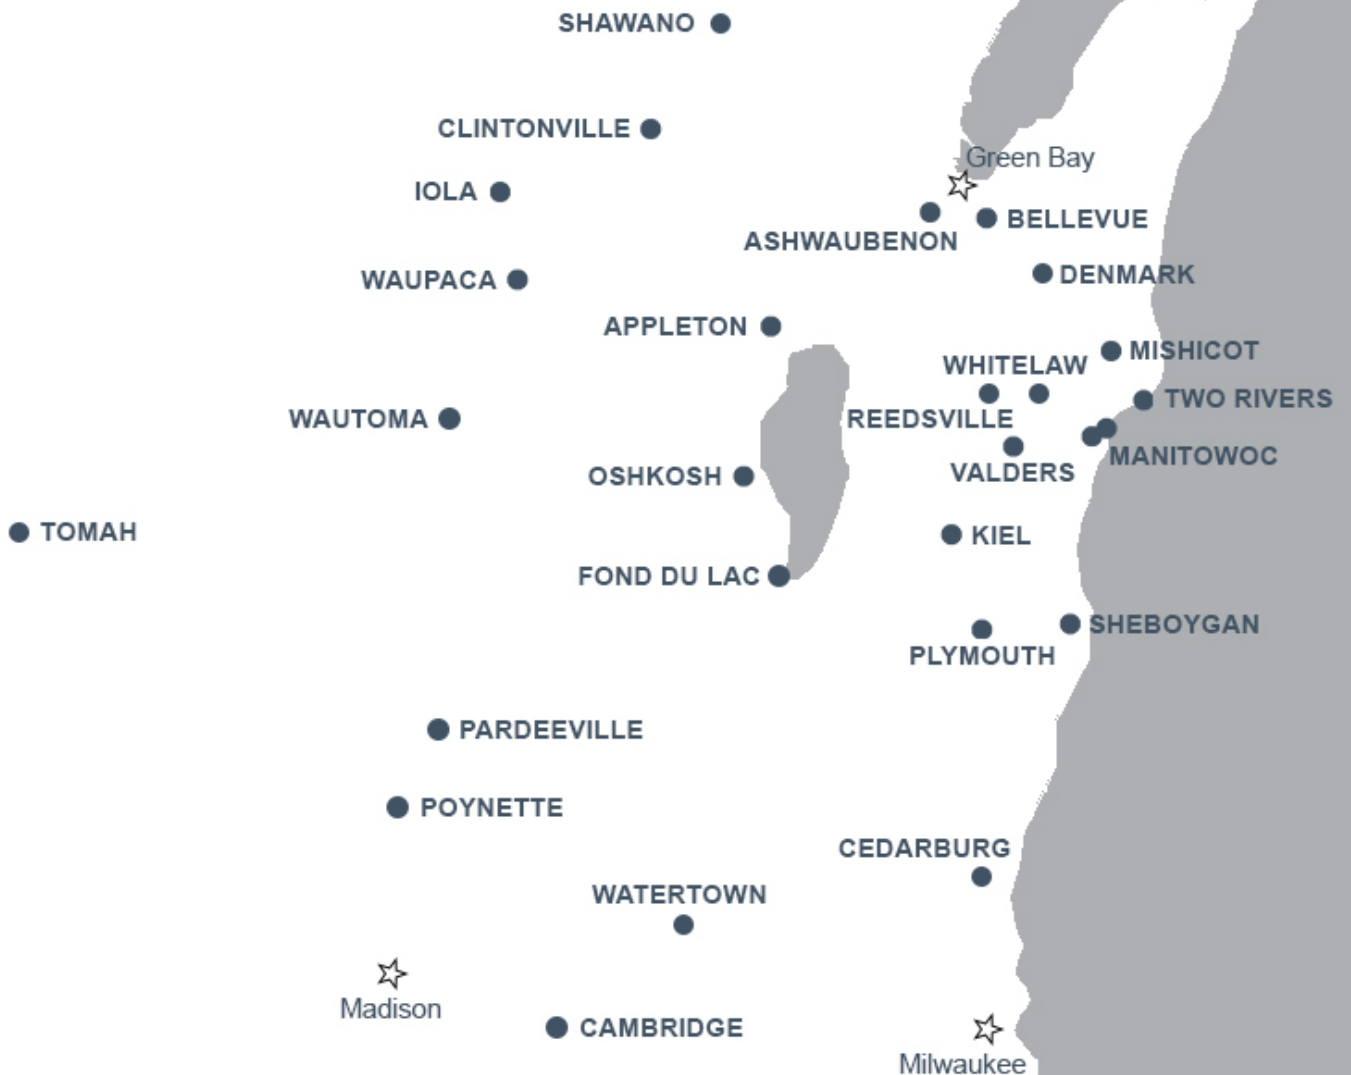 SHAWANO
CLINTONVILLE
Green Bay
IOLA
BELLEVUE
ASHWAUBENON
DENMARK
WAUPACA
APPLETON
MISHICOT
WHITELAW
TWO RIVERS
WAUTOMA
REEDSVILLE
MANITOWOC
VALDERS
OSHKOSH
TOMAH
KIEL
FOND DU LAC
SHEBOYGAN
PLYMOUTH
PARDEEVILLE
POYNETTE
CEDARBURG
WATERTOWN
Madison
CAMBRIDGE
Milwaukee